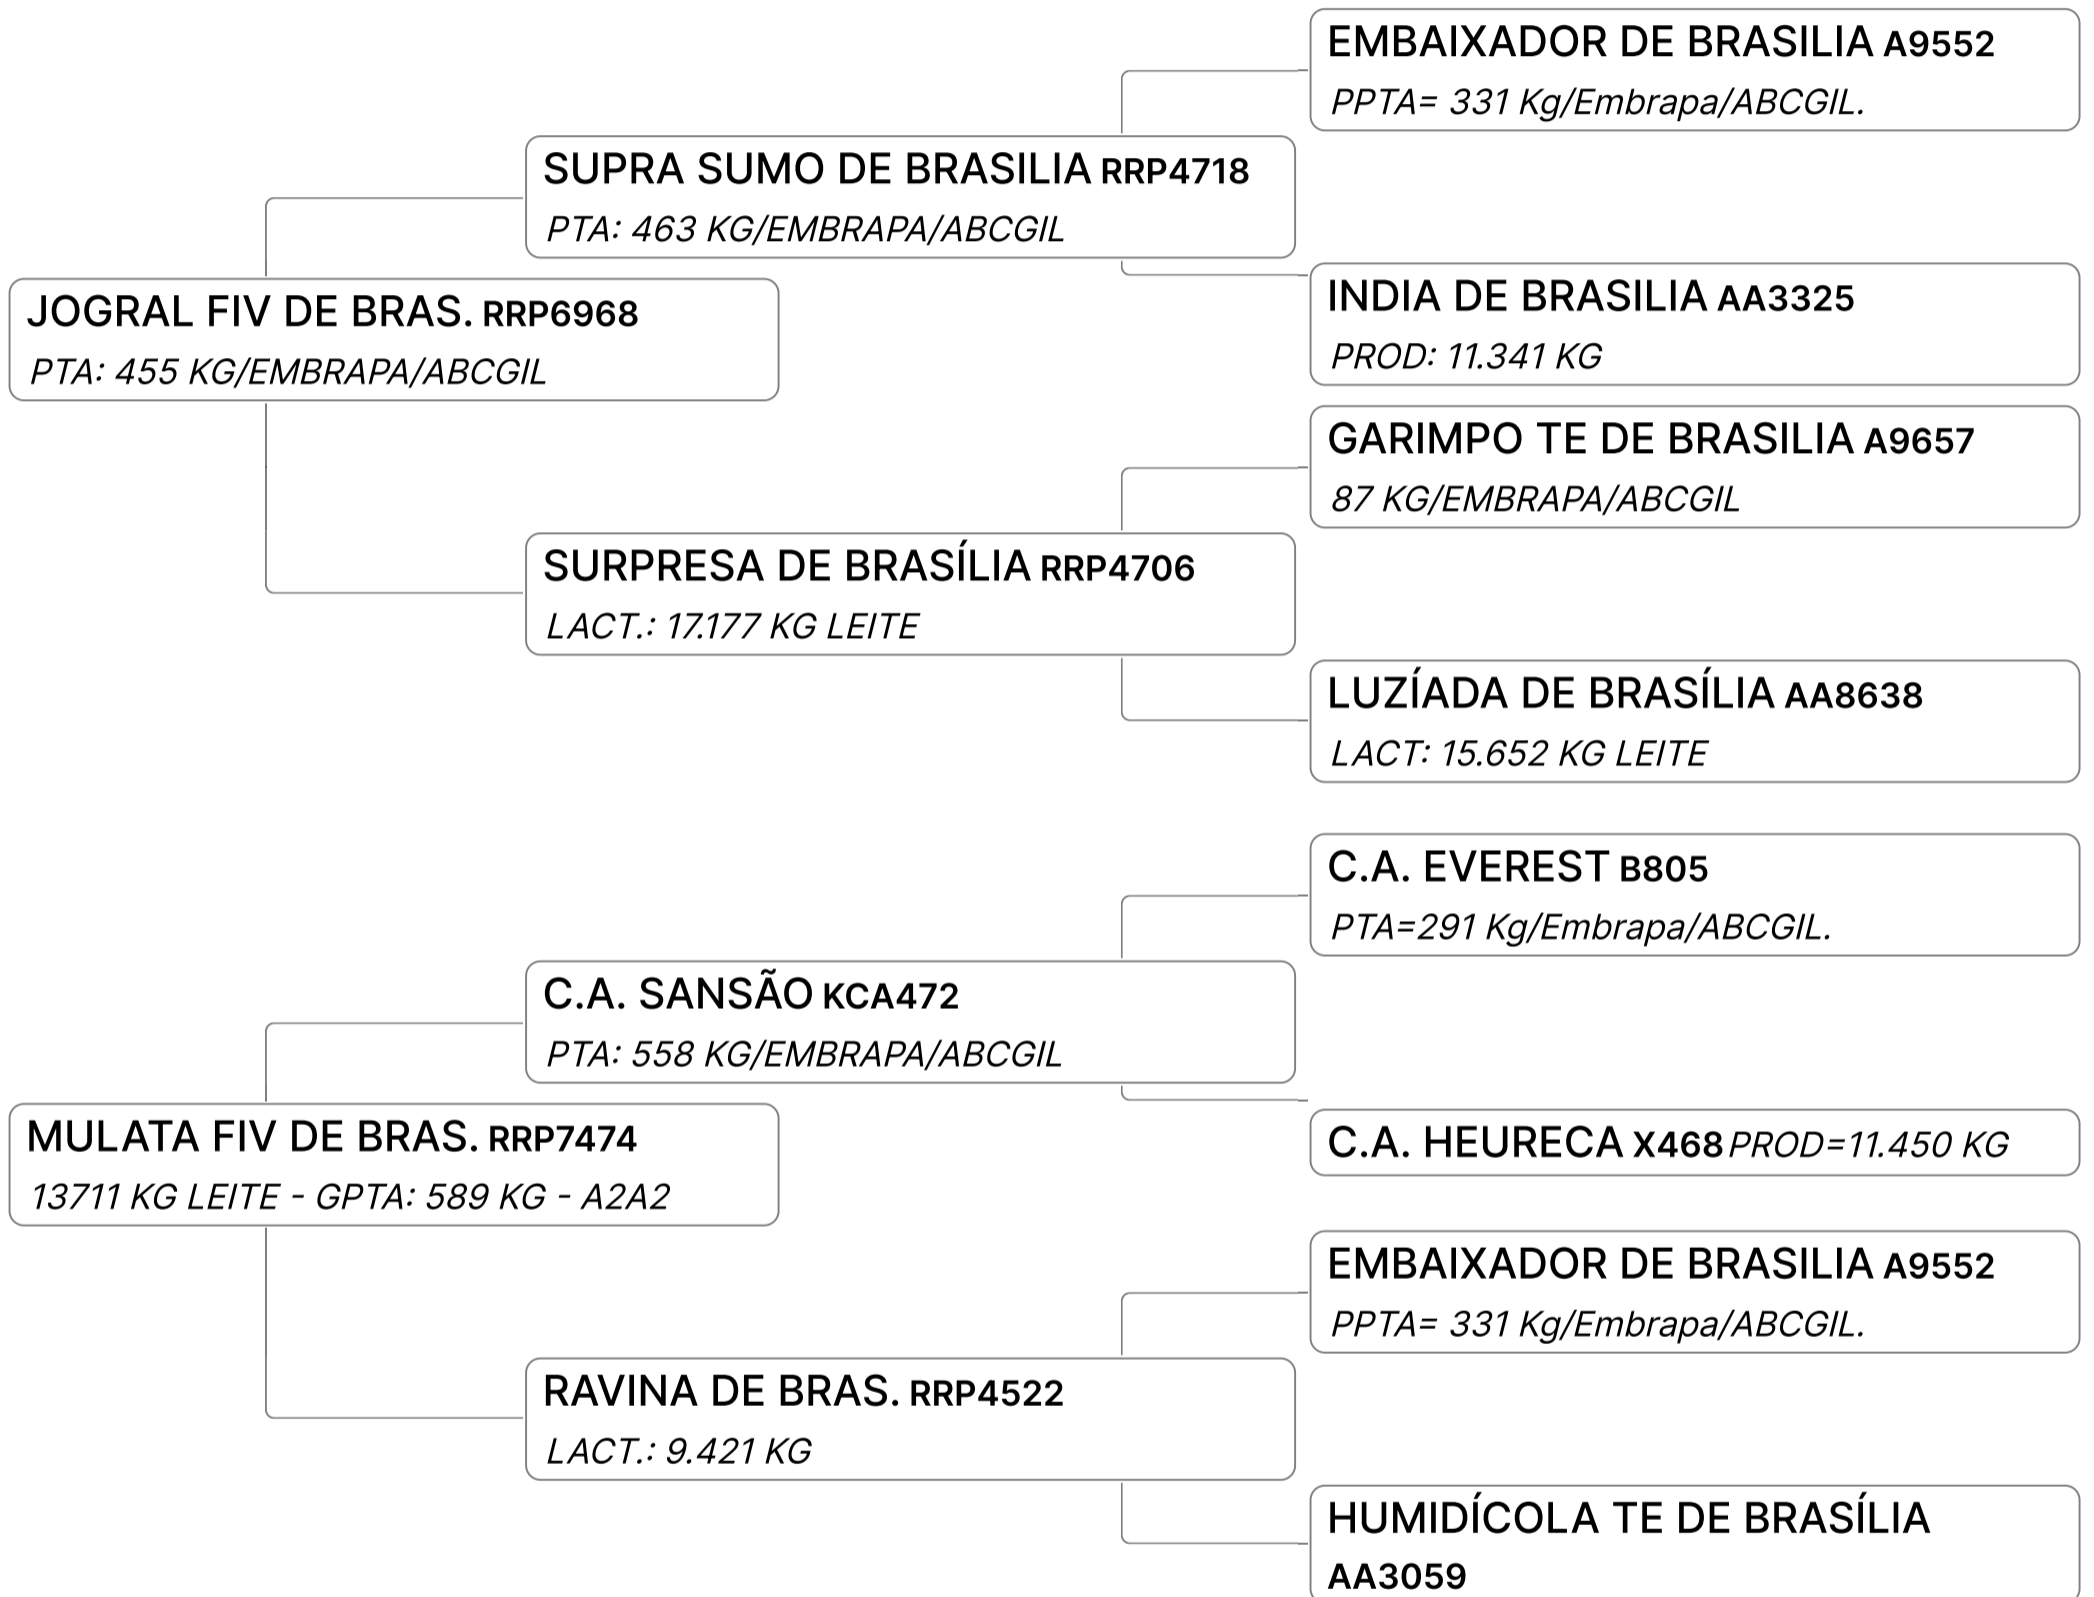 EMBAIXADOR DE BRASILIA A9552
PPTA= 331 Kg/Embrapa/ABCGIL.
SUPRA SUMO DE BRASILIA RRP4718
PTA: 463 KG/EMBRAPA/ABCGIL
INDIA DE BRASILIA AA3325
PROD: 11.341 KG
JOGRAL FIV DE BRAS. RRP6968
PTA: 455 KG/EMBRAPA/ABCGIL
GARIMPO TE DE BRASILIA A9657
87 KG/EMBRAPA/ABCGIL
SURPRESA DE BRASÍLIA RRP4706
LACT.: 17.177 KG LEITE
LUZÍADA DE BRASÍLIA AA8638
LACT: 15.652 KG LEITE
C.A. EVEREST B805
PTA=291 Kg/Embrapa/ABCGIL.
C.A. SANSÃO KCA472
PTA: 558 KG/EMBRAPA/ABCGIL
C.A. HEURECA X468 PROD=11.450 KG
MULATA FIV DE BRAS. RRP7474
13711 KG LEITE - GPTA: 589 KG - A2A2
EMBAIXADOR DE BRASILIA A9552
PPTA= 331 Kg/Embrapa/ABCGIL.
RAVINA DE BRAS. RRP4522
LACT.: 9.421 KG
HUMIDÍCOLA TE DE BRASÍLIA
AA3059